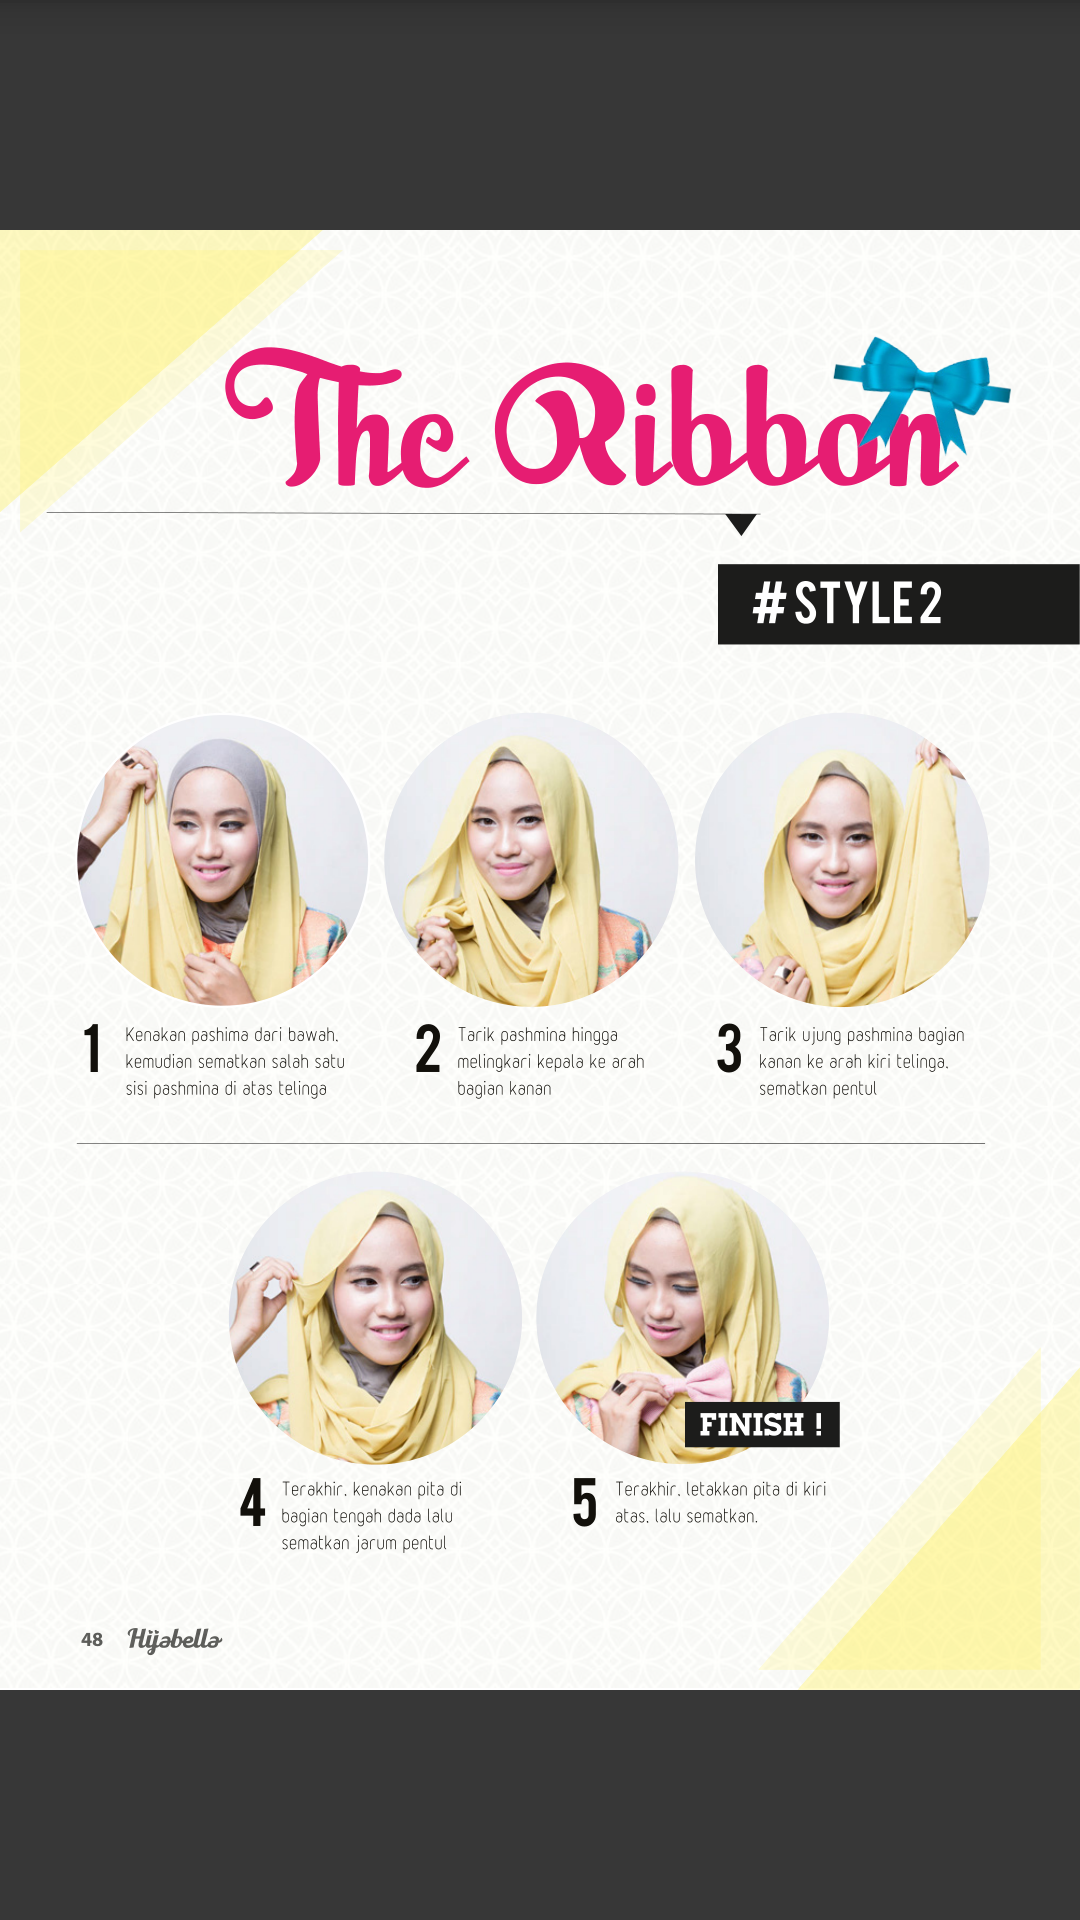 The Ribbon
#STYLE2
1
Kenakan pashima dari bawah,
kemudian sematkan salah satu
sisi pashmina di atas telinga
2
Tarik pashmina hingga
melingkari kepala ke arah
bagian kanan
3
Tarik ujung pashmina bagian
kanan ke arah kiri telinga,
sematkan pentul
FINISH !
4
Terakhir, kenakan pita di
bagian tengah dada lalu
sematkan jarum pentul
5
Terakhir, letakkan pita di kiri
atas, lalu sematkan.
48 Hijabella